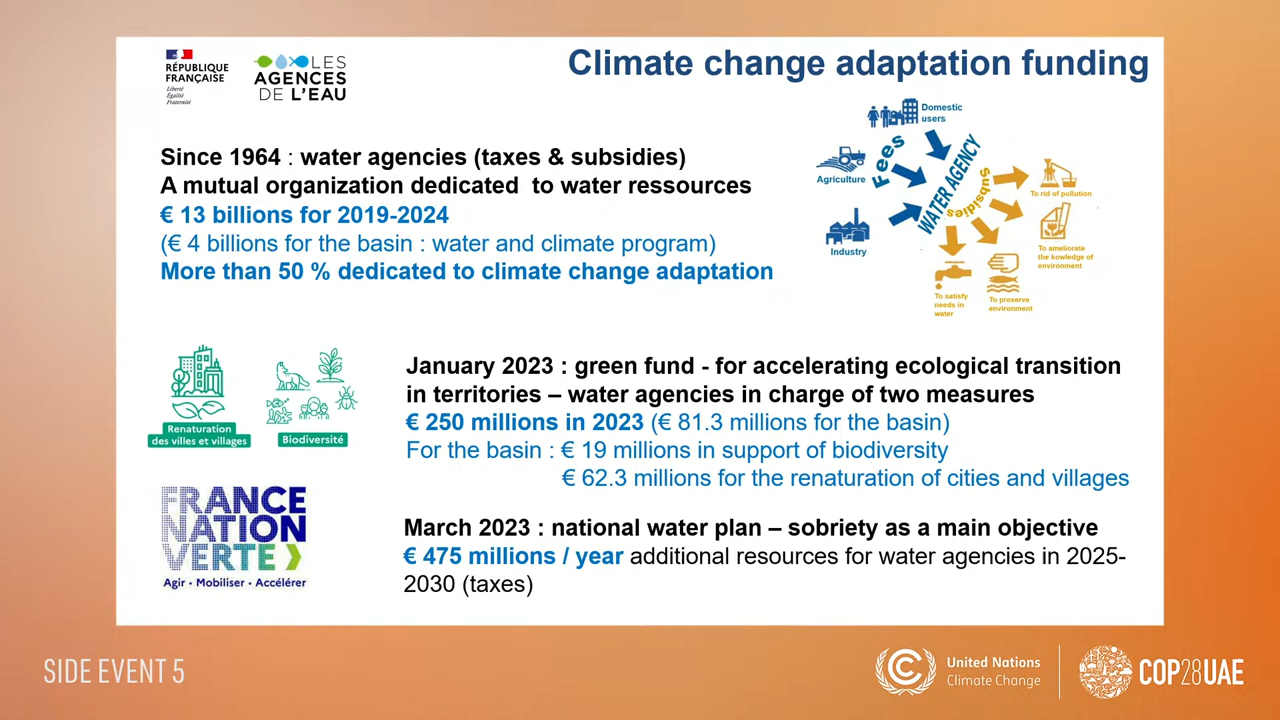 RÉPUBLIQUE
FRANÇAISE
Liberté
Égalité
Fraternité
LES
AGENCES
DE L'EAU
Climate change adaptation funding
Since 1964 : water agencies (taxes & subsidies)
A mutual organization dedicated to water ressources
€ 13 billions for 2019-2024
(€ 4 billions for the basin : water and climate program)
More than 50 % dedicated to climate change adaptation
Domestic
users
Agriculture
Industry
Fees
WATER AGENCY
Subsidies
To rid of pollution
To ameliorate
the kowledge of
environment
To preserve
environment
To satisfy
needs in
water
Renaturation
des villes et villages
Biodiversité
January 2023 : green fund - for accelerating ecological transition
in territories – water agencies in charge of two measures
€ 250 millions in 2023 (€ 81.3 millions for the basin)
For the basin : € 19 millions in support of biodiversity
€ 62.3 millions for the renaturation of cities and villages
FRANCE
NATION
VERTE
Agir • Mobiliser • Accélérer
March 2023 : national water plan – sobriety as a main objective
€ 475 millions / year additional resources for water agencies in 2025-
2030 (taxes)
SIDE EVENT 5
United Nations
Climate Change
COP28UAE